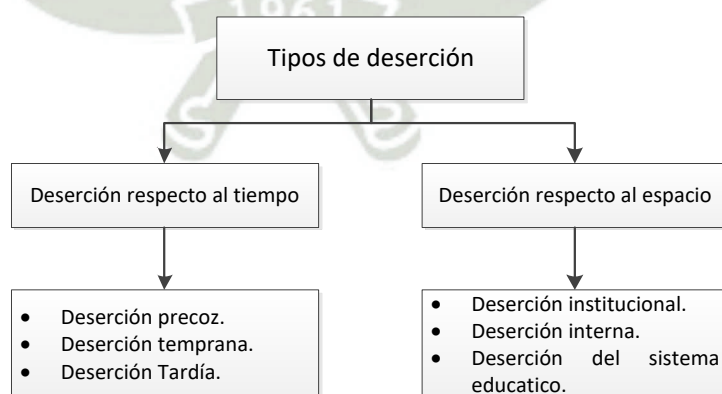 1961
Tipos de deserción
Deserción respecto al tiempo
Deserción respecto al espacio
• Deserción precoz.
• Deserción temprana.
• Deserción Tardía.
• Deserción institucional.
• Deserción interna.
• Deserción del sistema
educatico.